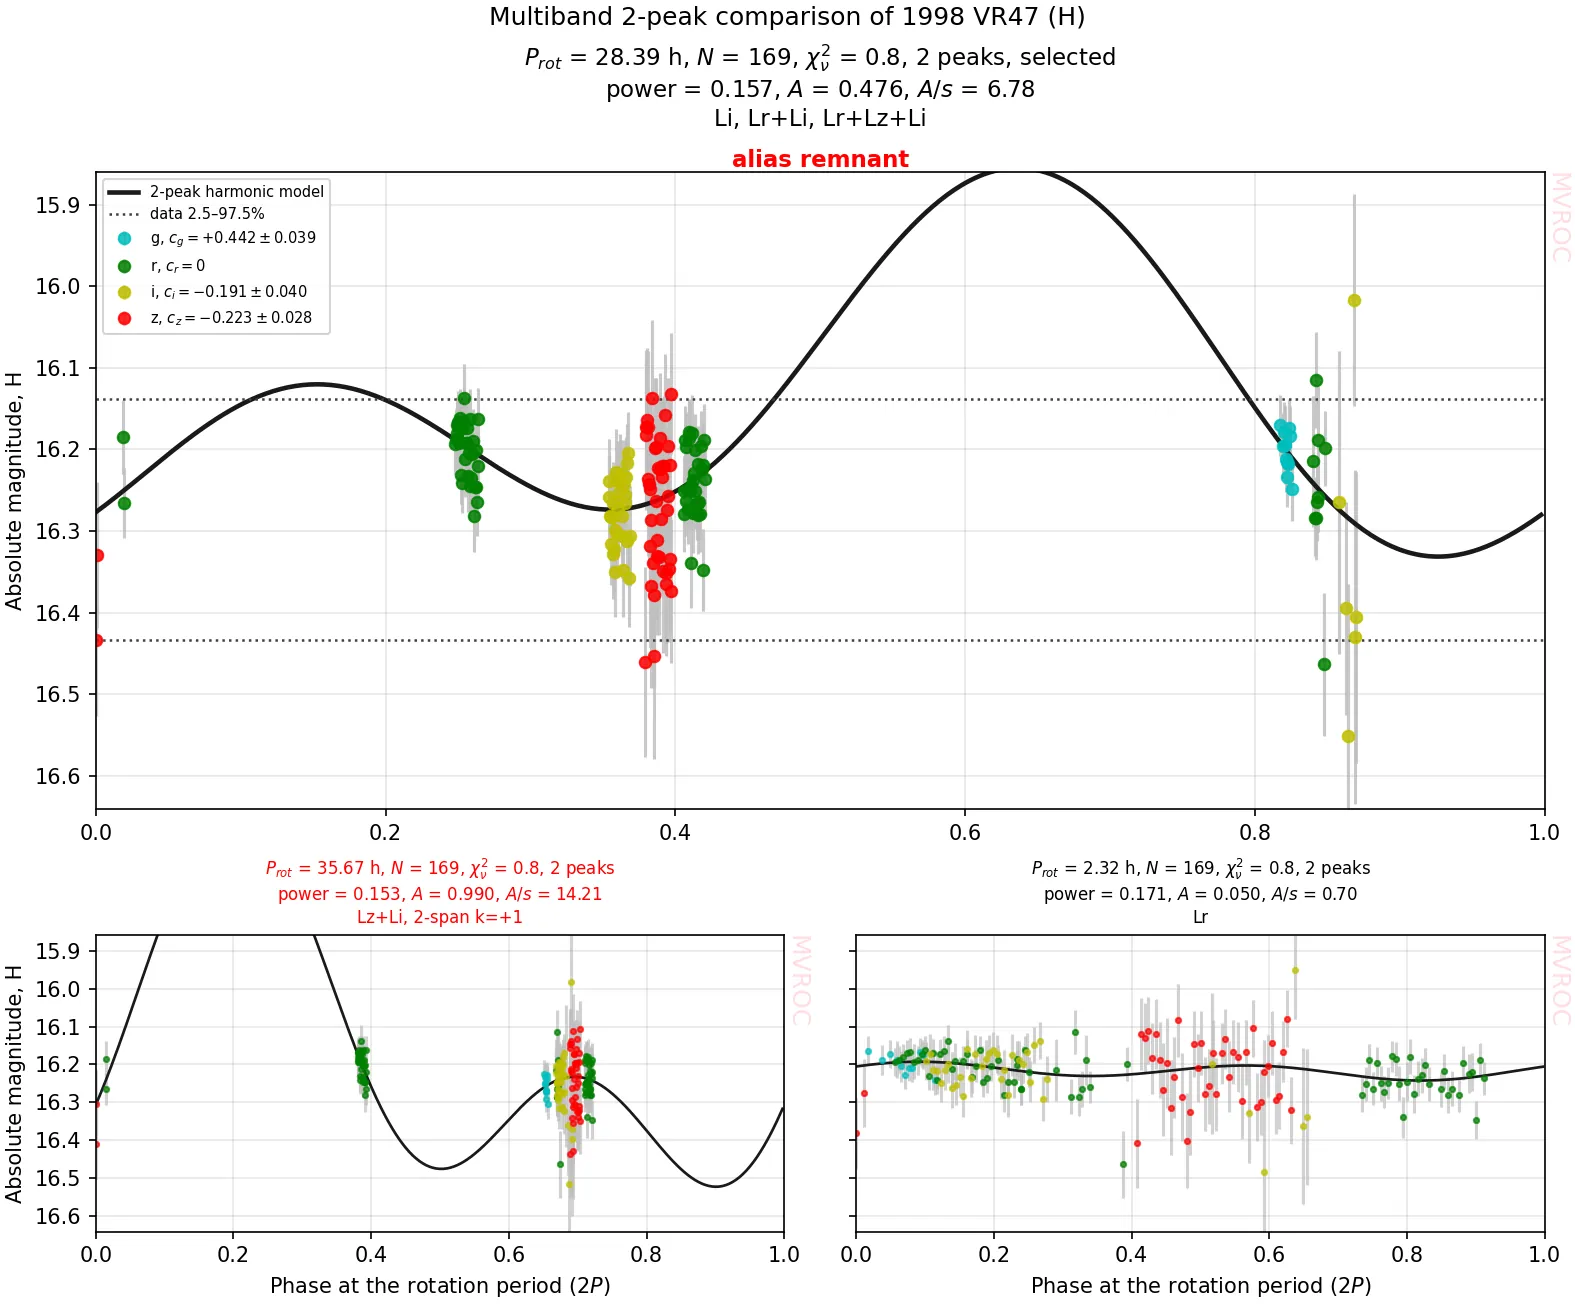 Multiband 2-peak comparison of 1998 VR47 (H)
P_rot = 28.39 h, N = 169, χ²_ν = 0.8, 2 peaks, selected
power = 0.157, A = 0.476, A/s = 6.78
Li, Lr+Li, Lr+Lz+Li
alias remnant
2-peak harmonic model
data 2.5–97.5%
g, c_g = +0.442 ± 0.039
r, c_r = 0
i, c_i = −0.191 ± 0.040
z, c_z = −0.223 ± 0.028
MVROC
Absolute magnitude, H
15.9
16.0
16.1
16.2
16.3
16.4
16.5
16.6
0.0 0.2 0.4 0.6 0.8 1.0
P_rot = 35.67 h, N = 169, χ²_ν = 0.8, 2 peaks
power = 0.153, A = 0.990, A/s = 14.21
Lz+Li, 2-span k=+1
MVROC
Absolute magnitude, H
15.9
16.0
16.1
16.2
16.3
16.4
16.5
16.6
0.0 0.2 0.4 0.6 0.8 1.0
Phase at the rotation period (2P)
P_rot = 2.32 h, N = 169, χ²_ν = 0.8, 2 peaks
power = 0.171, A = 0.050, A/s = 0.70
Lr
MVROC
0.0 0.2 0.4 0.6 0.8 1.0
Phase at the rotation period (2P)